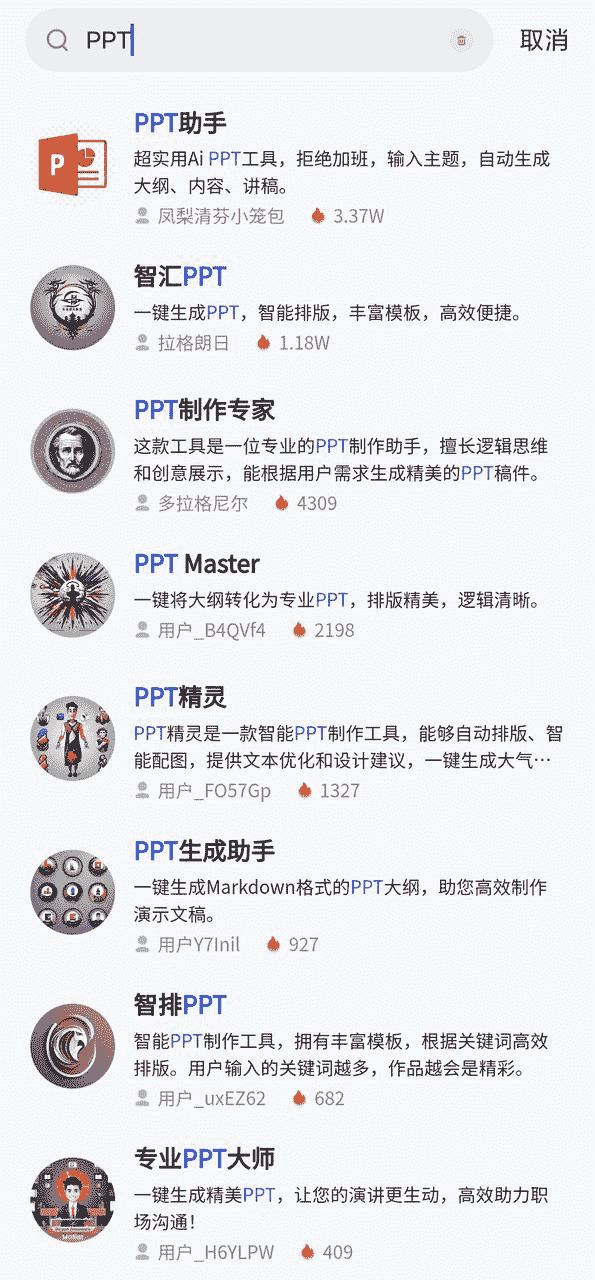 PPT
取消
PPT助手
超实用Ai PPT工具，拒绝加班，输入主题，自动生成
大纲、内容、讲稿。
凤梨清芬小笼包 3.37W
智汇PPT
一键生成PPT，智能排版，丰富模板，高效便捷。
拉格朗日 1.18W
PPT制作专家
这款工具是一位专业的PPT制作助手，擅长逻辑思维
和创意展示，能根据用户需求生成精美的PPT稿件。
多拉格尼尔 4309
PPT Master
一键将大纲转化为专业PPT，排版精美，逻辑清晰。
用户_B4QVf4 2198
PPT精灵
PPT精灵是一款智能PPT制作工具，能够自动排版、智
能配图，提供文本优化和设计建议，一键生成大气…
用户_FO57Gp 1327
PPT生成助手
一键生成Markdown格式的PPT大纲，助您高效制作
演示文稿。
用户Y7Inil 927
智排PPT
智能PPT制作工具，拥有丰富模板，根据关键词高效
排版。用户输入的关键词越多，作品越会是精彩。
用户_uxEZ62 682
专业PPT大师
一键生成精美PPT，让您的演讲更生动，高效助力职
场沟通！
用户_H6YLPW 409